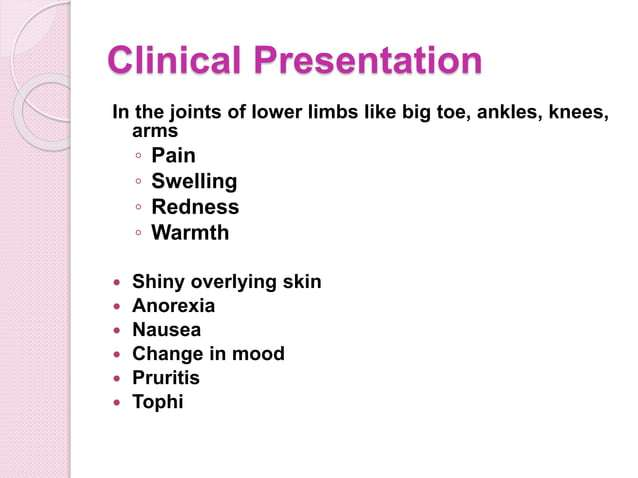 Clinical Presentation
In the joints of lower limbs like big toe, ankles, knees,
arms
◦ Pain
◦ Swelling
◦ Redness
◦ Warmth
• Shiny overlying skin
• Anorexia
• Nausea
• Change in mood
• Pruritis
• Tophi